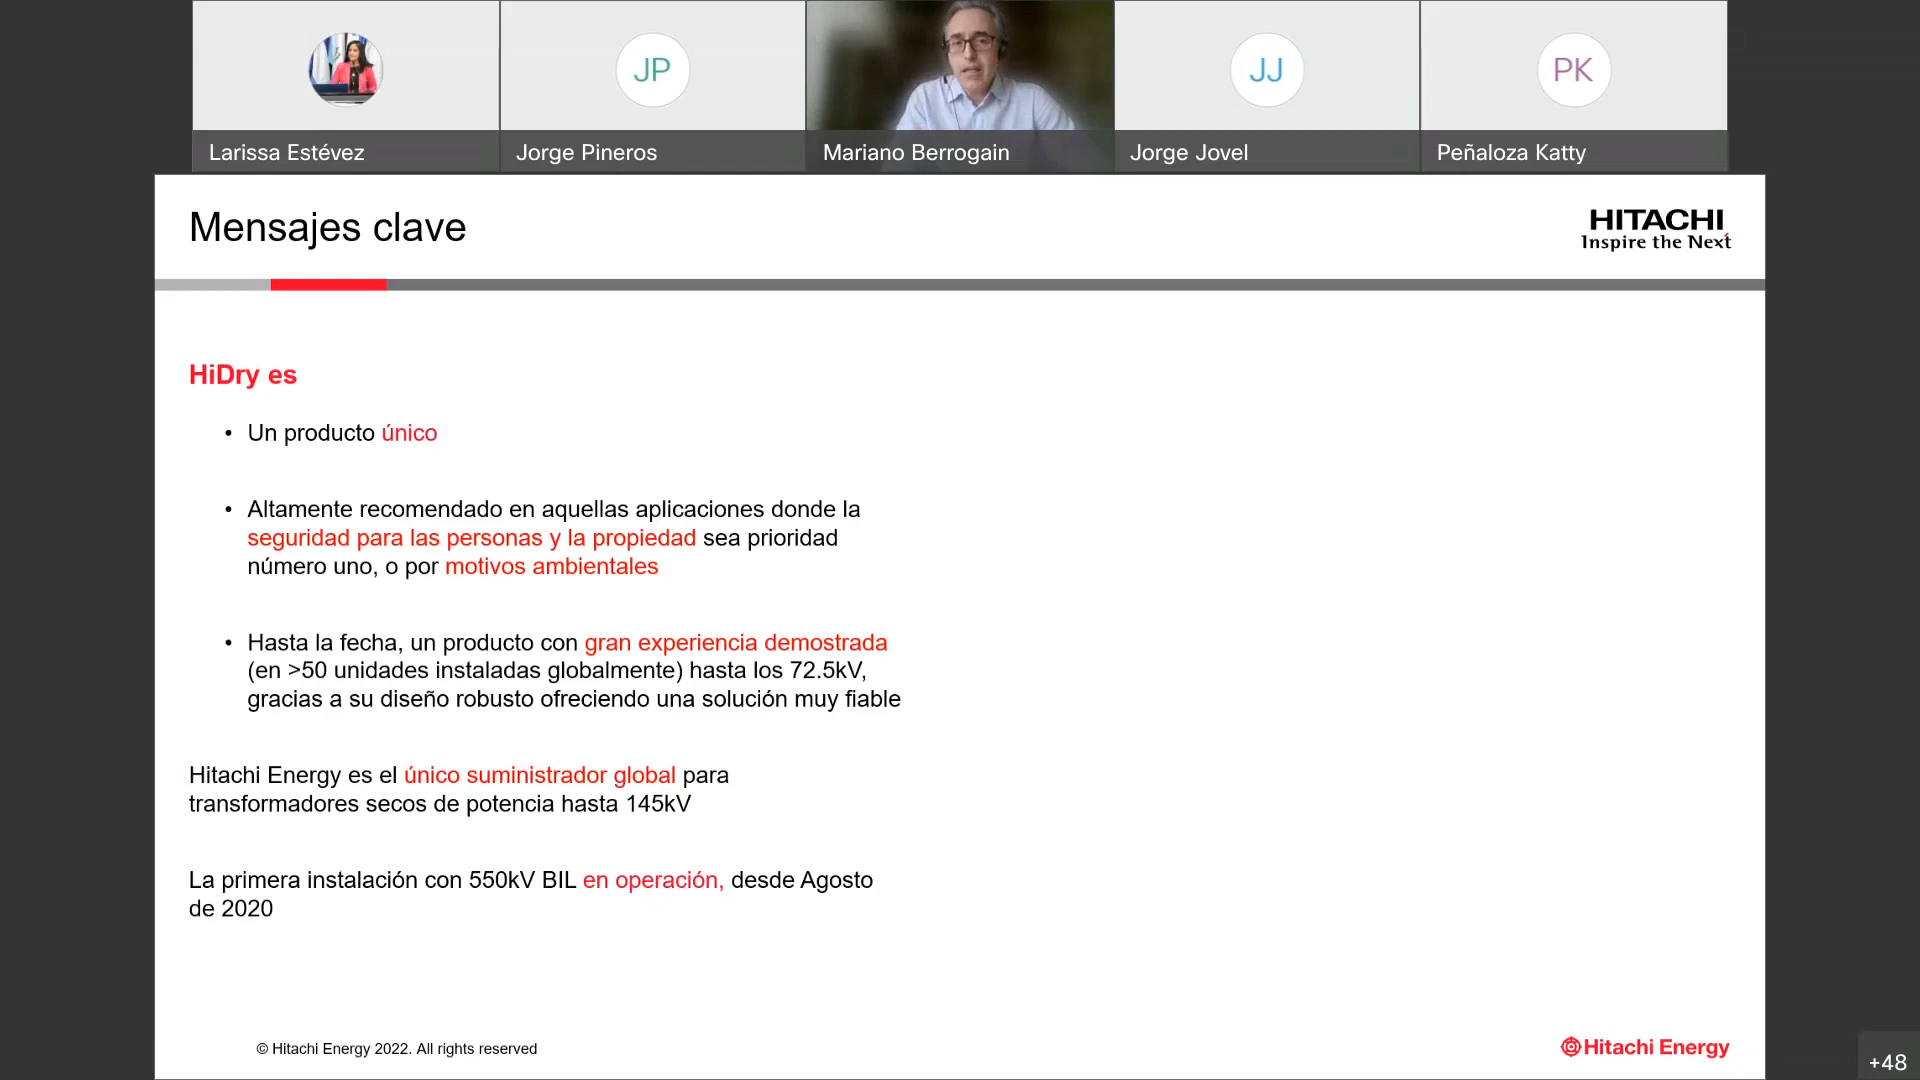 JP
JJ
PK
Larissa Estévez
Jorge Pineros
Mariano Berrogain
Jorge Jovel
Peñaloza Katty
Mensajes clave
HITACHI
Inspire the Next
HiDry es
• Un producto único
• Altamente recomendado en aquellas aplicaciones donde la
seguridad para las personas y la propiedad sea prioridad
número uno, o por motivos ambientales
• Hasta la fecha, un producto con gran experiencia demostrada
(en >50 unidades instaladas globalmente) hasta los 72.5kV,
gracias a su diseño robusto ofreciendo una solución muy fiable
Hitachi Energy es el único suministrador global para
transformadores secos de potencia hasta 145kV
La primera instalación con 550kV BIL en operación, desde Agosto
de 2020
© Hitachi Energy 2022. All rights reserved
Hitachi Energy
+48